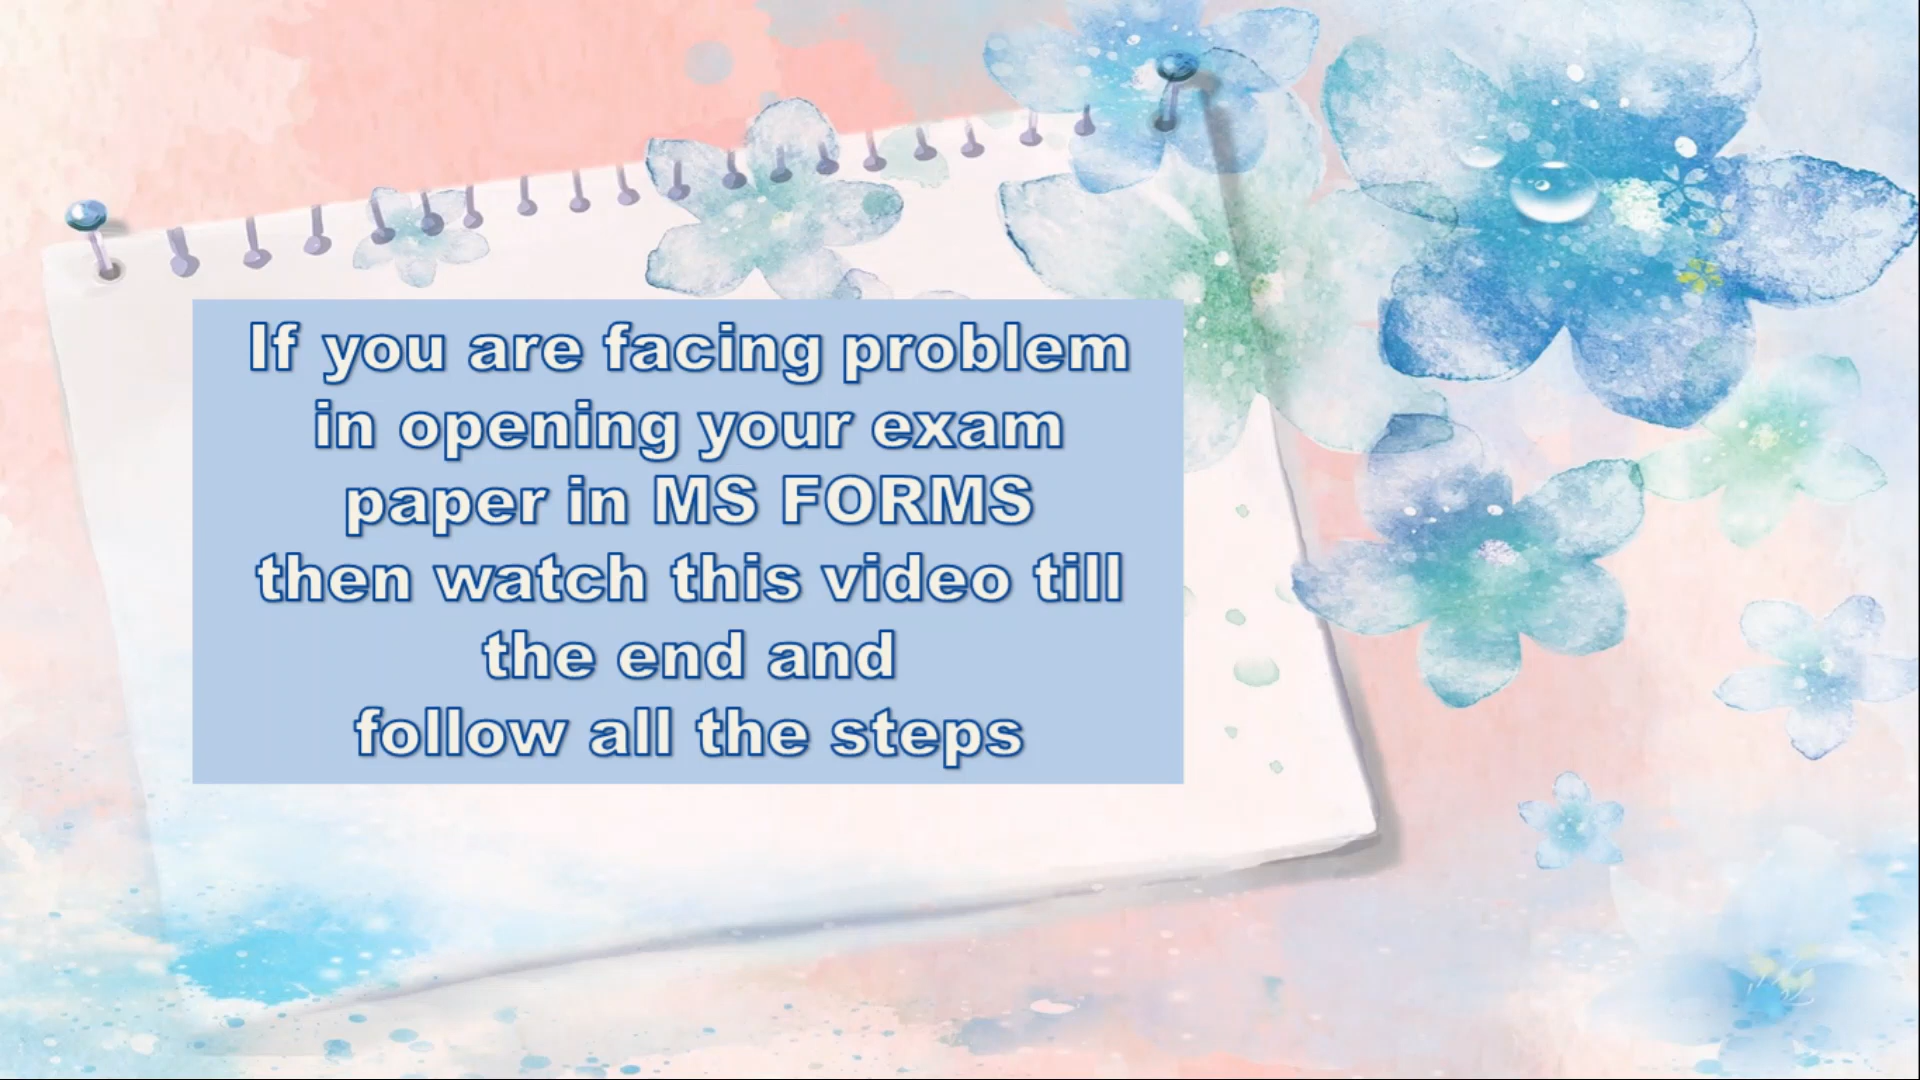 If you are facing problem
in opening your exam
paper in MS FORMS
then watch this video till
the end and
follow all the steps